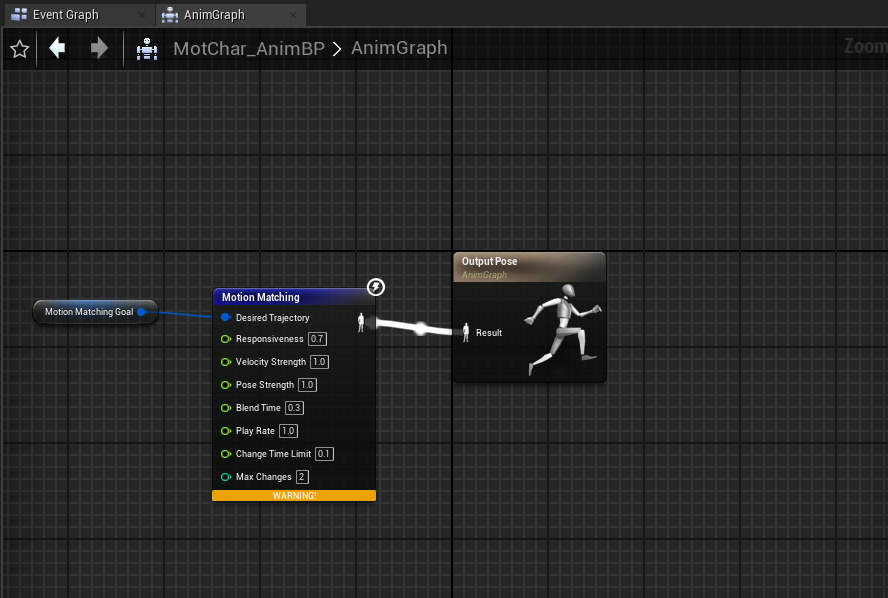 Event Graph
AnimGraph
MotChar_AnimBP > AnimGraph
Zoom
Output Pose
AnimGraph
Result
Motion Matching Goal
Motion Matching
Desired Trajectory
Responsiveness 0.7
Velocity Strength 1.0
Pose Strength 1.0
Blend Time 0.3
Play Rate 1.0
Change Time Limit 0.1
Max Changes 2
WARNING!